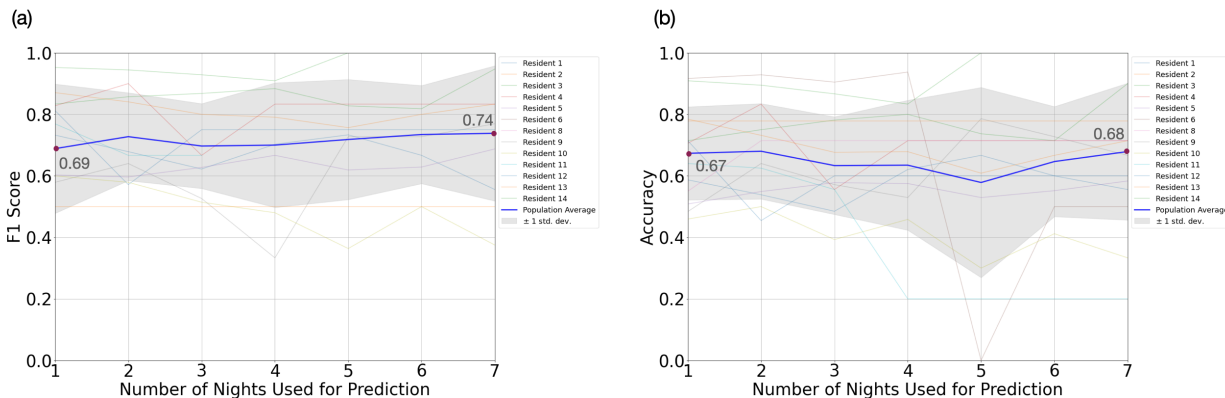 (a)
1.0
0.8
0.6
0.4
0.2
0.0
F1 Score
0.69
0.74
1 2 3 4 5 6 7
Number of Nights Used for Prediction
Resident 1
Resident 2
Resident 3
Resident 4
Resident 5
Resident 6
Resident 8
Resident 9
Resident 10
Resident 11
Resident 12
Resident 13
Resident 14
Population Average
± 1 std. dev.
(b)
1.0
0.8
0.6
0.4
0.2
0.0
Accuracy
0.67
0.68
1 2 3 4 5 6 7
Number of Nights Used for Prediction
Resident 1
Resident 2
Resident 3
Resident 4
Resident 5
Resident 6
Resident 8
Resident 9
Resident 10
Resident 11
Resident 12
Resident 13
Resident 14
Population Average
± 1 std. dev.